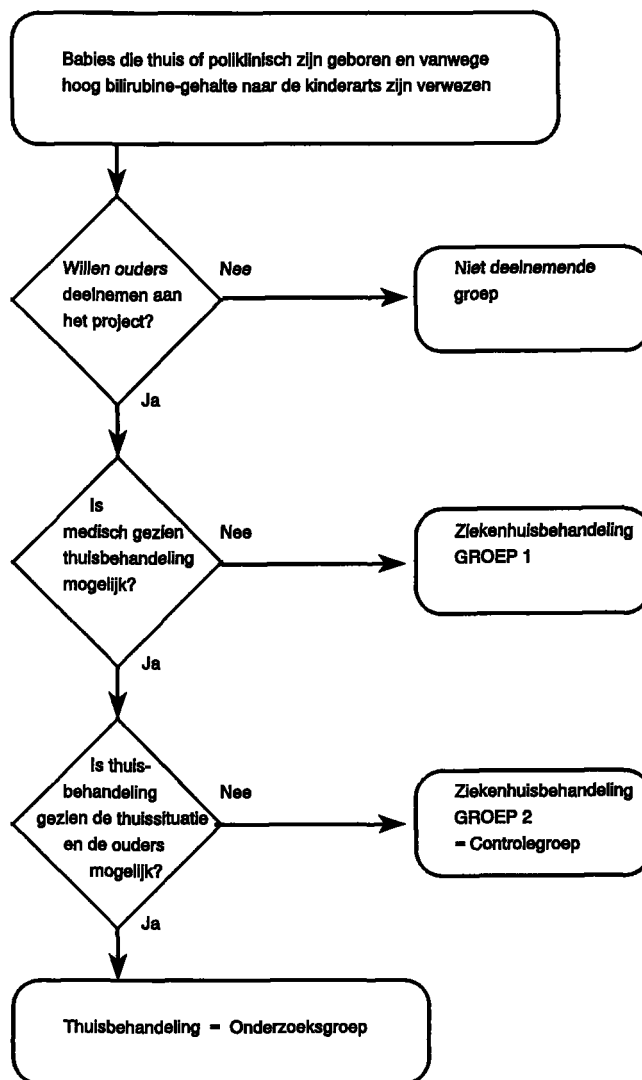 Babies die thuis of poliklinisch zijn geboren en vanwege
hoog bilirubine-gehalte naar de kinderarts zijn verwezen
Willen ouders
deelnemen aan
het project?
Nee
Niet deelnemende
groep
Ja
Is
medisch gezien
thuisbehandeling
mogelijk?
Nee
Ziekenhuisbehandeling
GROEP 1
Ja
Is thuis-
behandeling
gezien de thuissituatie
en de ouders
mogelijk?
Nee
Ziekenhuisbehandeling
GROEP 2
= Controlegroep
Ja
Thuisbehandeling = Onderzoeksgroep